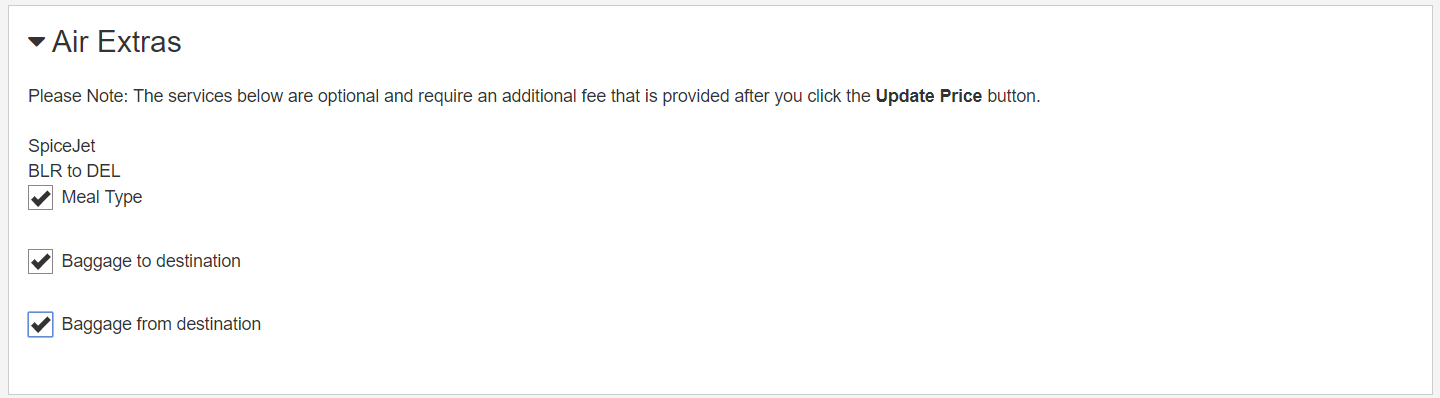 Air Extras
Please Note: The services below are optional and require an additional fee that is provided after you click the Update Price button.
SpiceJet
BLR to DEL
Meal Type
Baggage to destination
Baggage from destination